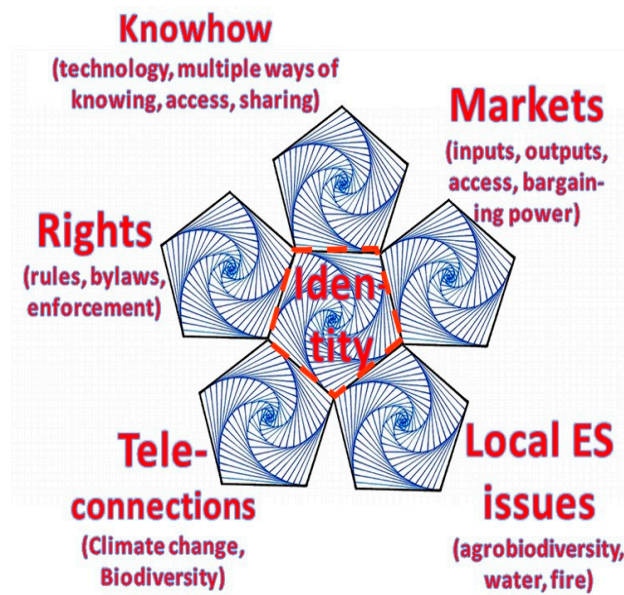 Knowhow
(technology, multiple ways of
knowing, access, sharing)
Markets
(inputs, outputs,
access, bargain-
ing power)
Rights
(rules, bylaws,
enforcement)
Iden-
tity
Tele-
connections
(Climate change,
Biodiversity)
Local ES
issues
(agrobiodiversity,
water, fire)